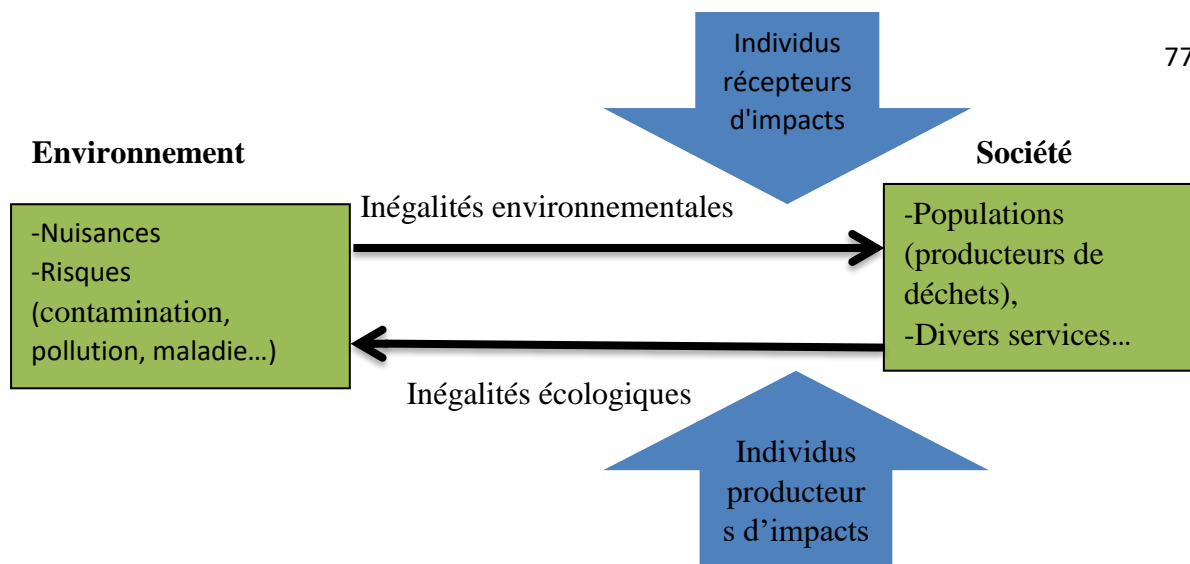 Individus
récepteurs
d'impacts
77
Environnement
Société
Inégalités environnementales
-Nuisances
-Risques
(contamination,
pollution, maladie…)
-Populations
(producteurs de
déchets),
-Divers services…
Inégalités écologiques
Individus
producteur
s d’impacts